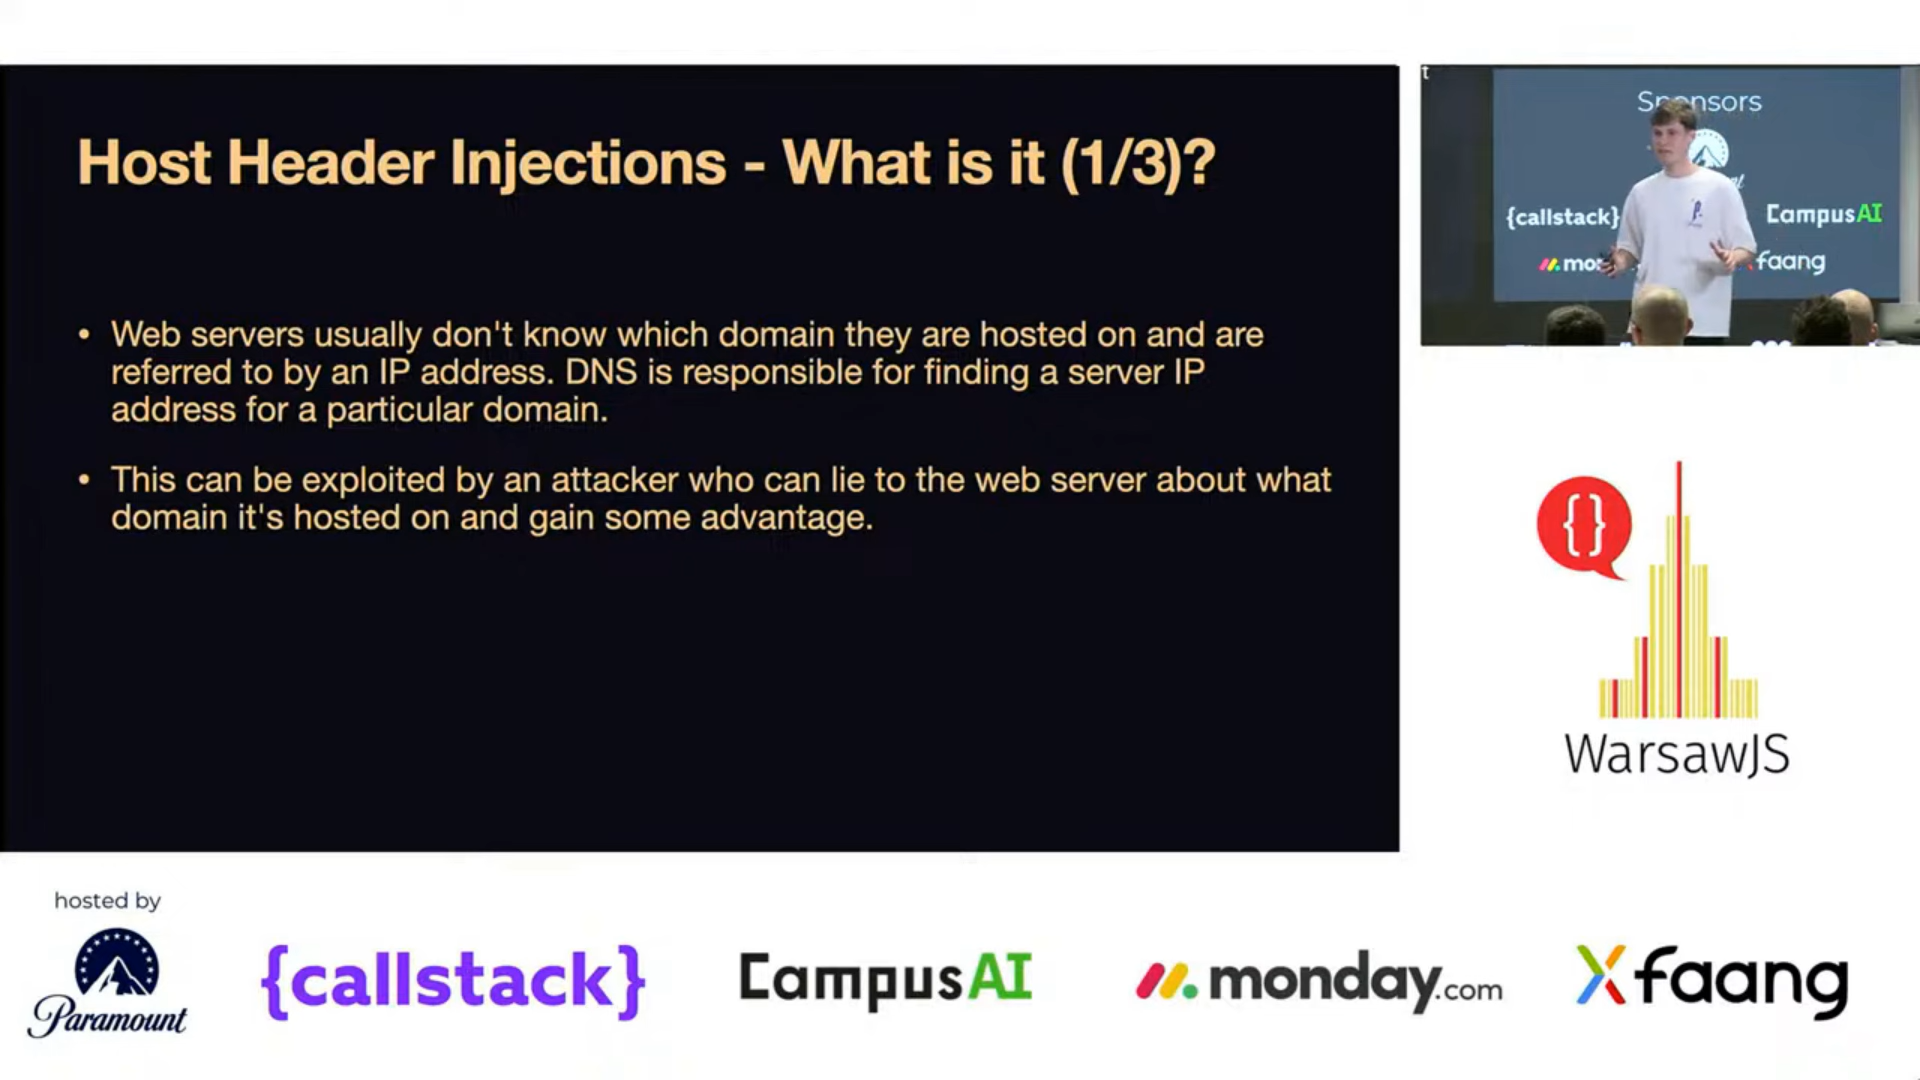 Host Header Injections - What is it (1/3)?
• Web servers usually don't know which domain they are hosted on and are
referred to by an IP address. DNS is responsible for finding a server IP
address for a particular domain.
• This can be exploited by an attacker who can lie to the web server about what
domain it's hosted on and gain some advantage.
t
Sponsors
{callstack}
CampusAI
faang
{}
WarsawJS
hosted by
Paramount
{callstack}
CampusAI
monday.com
Xfaang